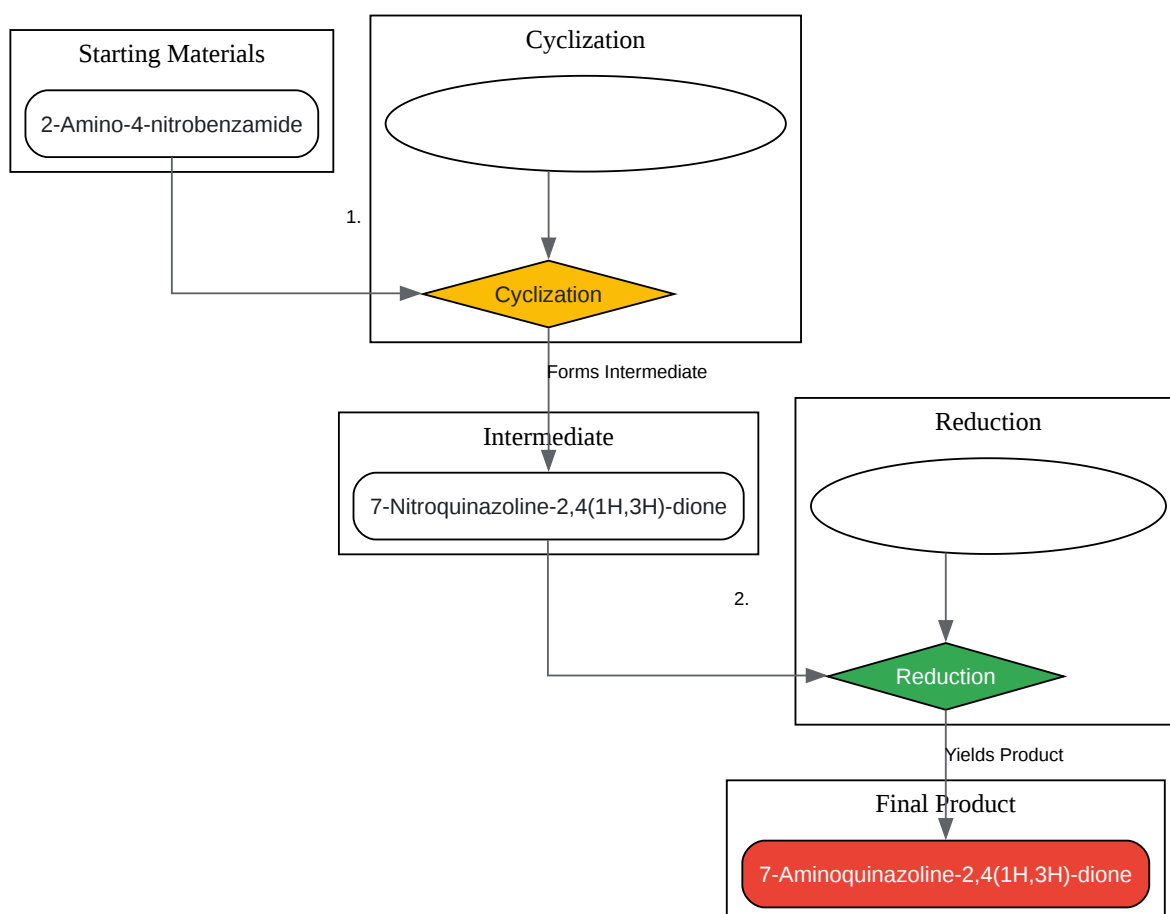 Starting Materials
2-Amino-4-nitrobenzamide
Cyclization
1.
Cyclization
Forms Intermediate
Intermediate
7-Nitroquinazoline-2,4(1H,3H)-dione
Reduction
2.
Reduction
Yields Product
Final Product
7-Aminoquinazoline-2,4(1H,3H)-dione